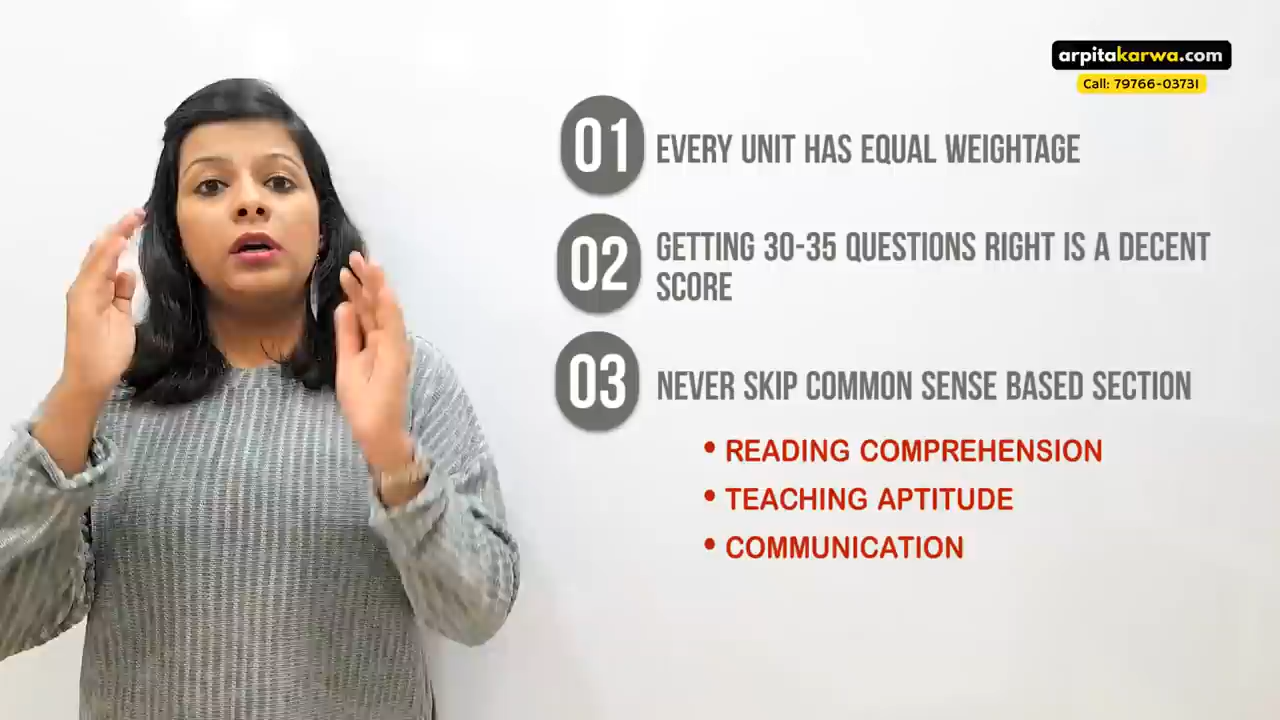 arpitakarwa.com
Call: 79766-03731
01 EVERY UNIT HAS EQUAL WEIGHTAGE
02 GETTING 30-35 QUESTIONS RIGHT IS A DECENT
SCORE
03 NEVER SKIP COMMON SENSE BASED SECTION
• READING COMPREHENSION
• TEACHING APTITUDE
• COMMUNICATION